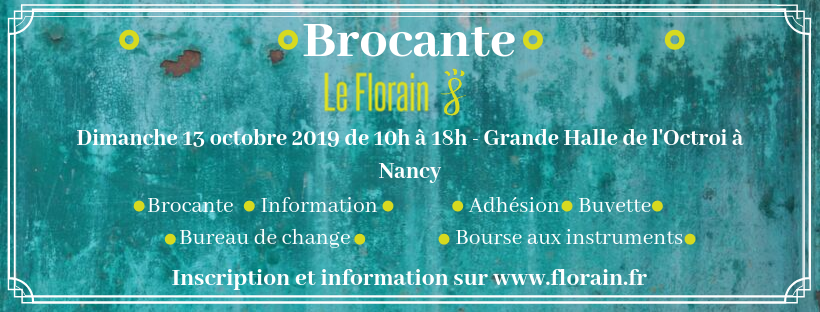 Brocante
Le Florain
Dimanche 13 octobre 2019 de 10h à 18h - Grande Halle de l'Octroi à
Nancy
Brocante Information Adhésion Buvette
Bureau de change Bourse aux instruments
Inscription et information sur www.florain.fr